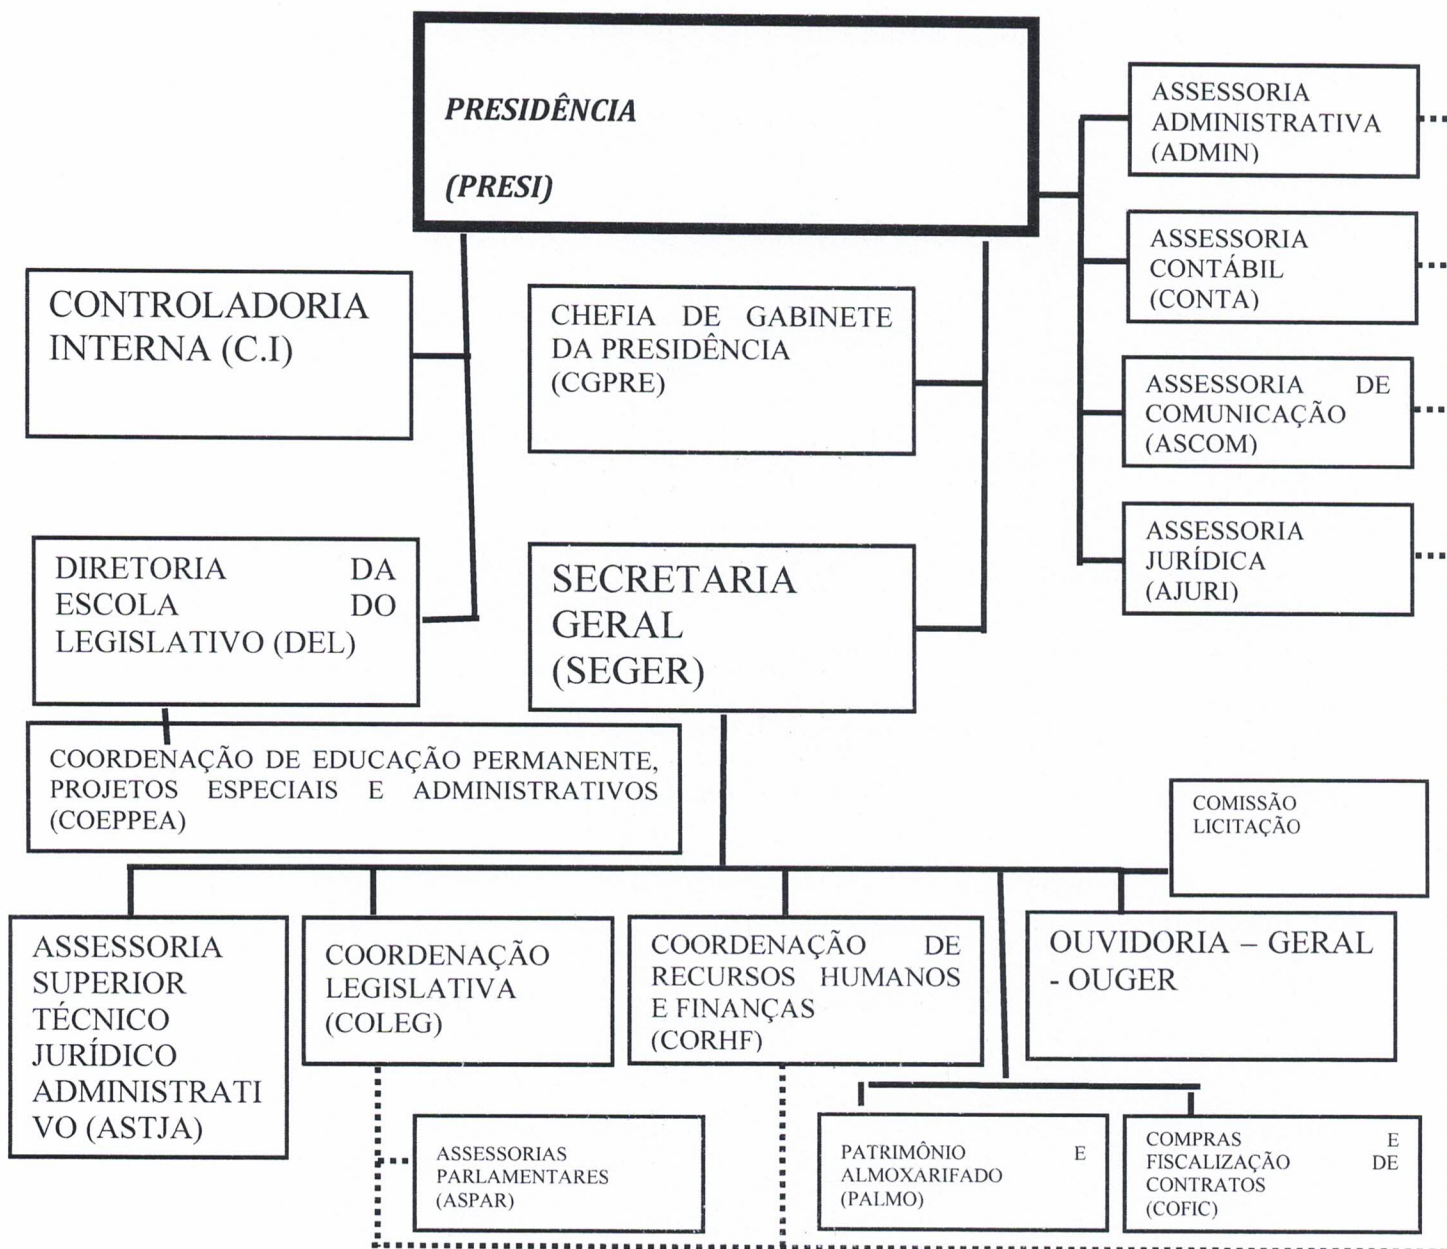 PRESIDÊNCIA
(PRESI)
ASSESSORIA
ADMINISTRATIVA
(ADMIN)
ASSESSORIA
CONTÁBIL
(CONTA)
ASSESSORIA DE
COMUNICAÇÃO
(ASCOM)
ASSESSORIA
JURÍDICA
(AJURI)
CONTROLADORIA
INTERNA (C.I)
CHEFIA DE GABINETE
DA PRESIDÊNCIA
(CGPRE)
DIRETORIA DA
ESCOLA DO
LEGISLATIVO (DEL)
SECRETARIA
GERAL
(SEGER)
COORDENAÇÃO DE EDUCAÇÃO PERMANENTE,
PROJETOS ESPECIAIS E ADMINISTRATIVOS
(COEPPEA)
COMISSÃO
LICITAÇÃO
ASSESSORIA
SUPERIOR
TÉCNICO
JURÍDICO
ADMINISTRATI
VO (ASTJA)
COORDENAÇÃO
LEGISLATIVA
(COLEG)
COORDENAÇÃO DE
RECURSOS HUMANOS
E FINANÇAS
(CORHF)
OUVIDORIA – GERAL
- OUGER
ASSESSORIAS
PARLAMENTARES
(ASPAR)
PATRIMÔNIO E
ALMOXARIFADO
(PALMO)
COMPRAS E
FISCALIZAÇÃO DE
CONTRATOS
(COFIC)